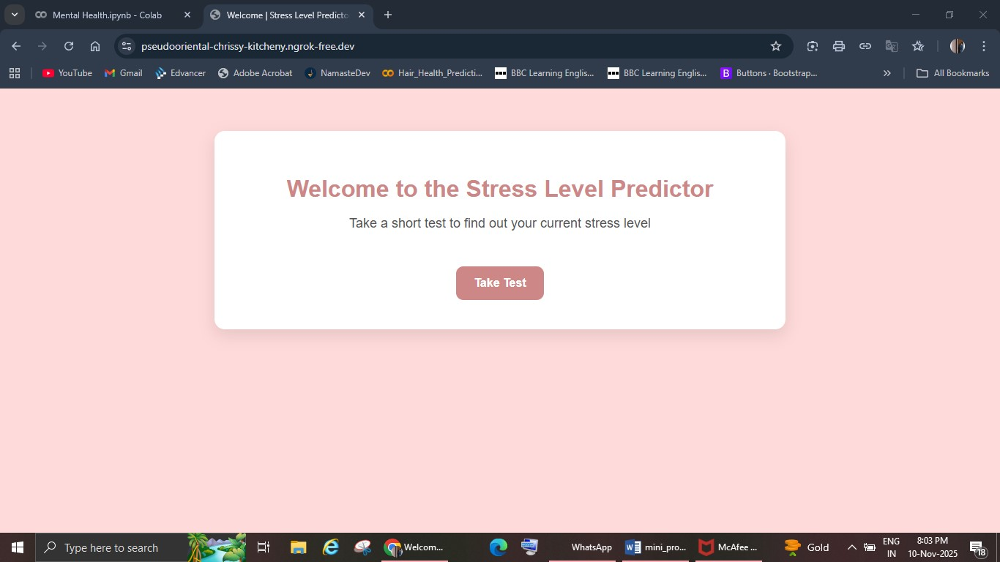 Mental Health.ipynb - Colab
Welcome | Stress Level Predicto
pseudooriental-chrissy-kitcheny.ngrok-free.dev
YouTube
Gmail
Edvancer
Adobe Acrobat
NamasteDev
Hair_Health_Predicti...
BBC Learning Englis...
BBC Learning Englis...
B
Buttons · Bootstrap...
All Bookmarks
Welcome to the Stress Level Predictor
Take a short test to find out your current stress level
Take Test
Type here to search
Welcom...
WhatsApp
mini_pro...
McAfee ...
Gold
ENG
IN
8:03 PM
10-Nov-2025
18